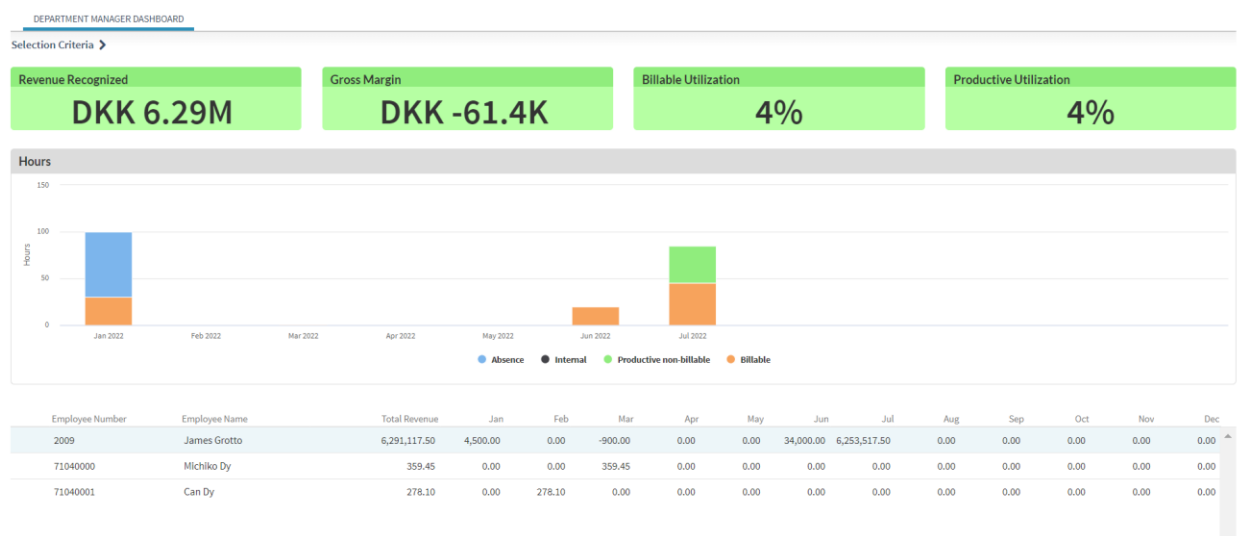 DEPARTMENT MANAGER DASHBOARD
Selection Criteria
Revenue Recognized Gross Margin Billable Utilization Productive Utilization
DKK 6.29M DKK -61.4K 4% 4%
Hours
150
100
50
0
Hours
Jan 2022 Feb 2022 Mar 2022 Apr 2022 May 2022 Jun 2022 Jul 2022
Absence Internal Productive non-billable Billable
Employee Number Employee Name Total Revenue Jan Feb Mar Apr May Jun Jul Aug Sep Oct Nov Dec
2009 James Grotto 6,291,117.50 4,500.00 0.00 -900.00 0.00 0.00 34,000.00 6,253,517.50 0.00 0.00 0.00 0.00 0.00
71040000 Michiko Dy 359.45 0.00 0.00 359.45 0.00 0.00 0.00 0.00 0.00 0.00 0.00 0.00 0.00
71040001 Can Dy 278.10 0.00 278.10 0.00 0.00 0.00 0.00 0.00 0.00 0.00 0.00 0.00 0.00